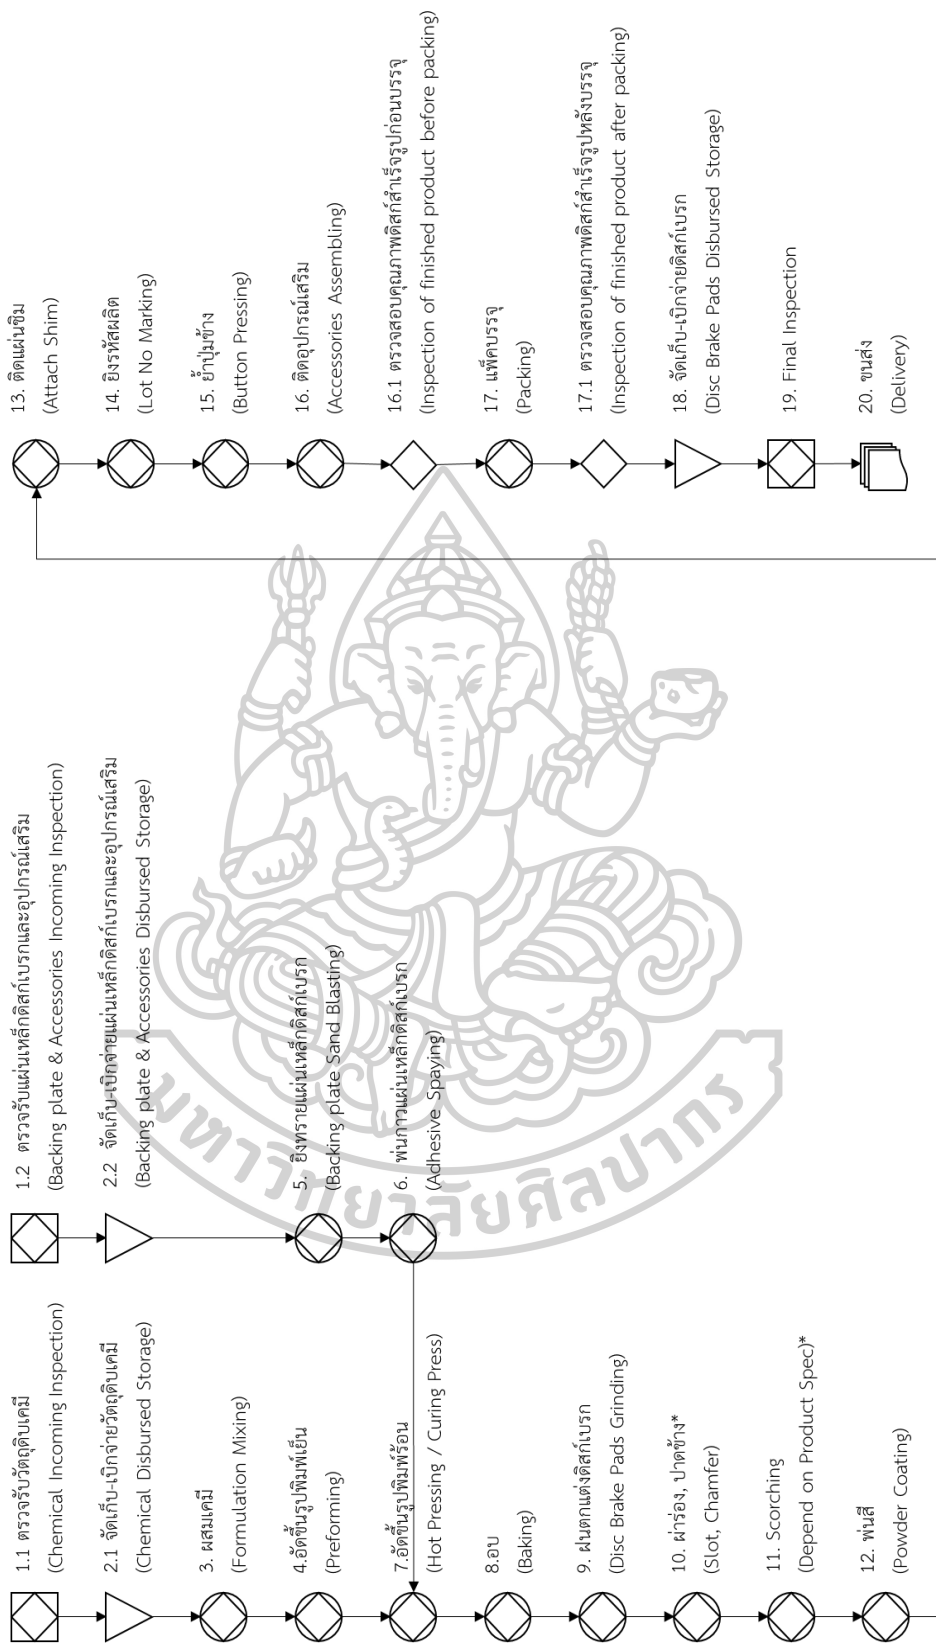 1.1 ตรวจรับวัตถุดิบเคมี
(Chemical Incoming Inspection)
2.1 จัดเก็บ-เบิกจ่ายวัตถุดิบเคมี
(Chemical Disbursed Storage)
3. ผสมเคมี
(Formulation Mixing)
4.อัดขึ้นรูปพิมพ์เย็น
(Preforming)
7.อัดขึ้นรูปพิมพ์ร้อน
(Hot Pressing / Curing Press)
8.อบ
(Baking)
9. ฝนตกแต่งดิสก์เบรก
(Disc Brake Pads Grinding)
10. ผ่าร่อง, ปาดข้าง*
(Slot, Chamfer)
11. Scorching
(Depend on Product Spec)*
12. พ่นสี
(Powder Coating)
1.2 ตรวจรับแผ่นเหล็กดิสก์เบรกและอุปกรณ์เสริม
(Backing plate & Accessories Incoming Inspection)
2.2 จัดเก็บ-เบิกจ่ายแผ่นเหล็กดิสก์เบรกและอุปกรณ์เสริม
(Backing plate & Accessories Disbursed Storage)
5. ยิงทรายแผ่นเหล็กดิสก์เบรก
(Backing plate Sand Blasting)
6. พ่นกาวแผ่นเหล็กดิสก์เบรก
(Adhesive Spaying)
13. ติดแผ่นชิม
(Attach Shim)
14. ยิงรหัสผลิต
(Lot No Marking)
15. ย้ำปุ่มข้าง
(Button Pressing)
16. ติดอุปกรณ์เสริม
(Accessories Assembling)
16.1 ตรวจสอบคุณภาพดิสก์สำเร็จรูปก่อนบรรจุ
(Inspection of finished product before packing)
17. แพ็คบรรจุ
(Packing)
17.1 ตรวจสอบคุณภาพดิสก์สำเร็จรูปหลังบรรจุ
(Inspection of finished product after packing)
18. จัดเก็บ-เบิกจ่ายดิสก์เบรก
(Disc Brake Pads Disbursed Storage)
19. Final Inspection
20. ขนส่ง
(Delivery)
มหาวิทยาลัยศิลปากร